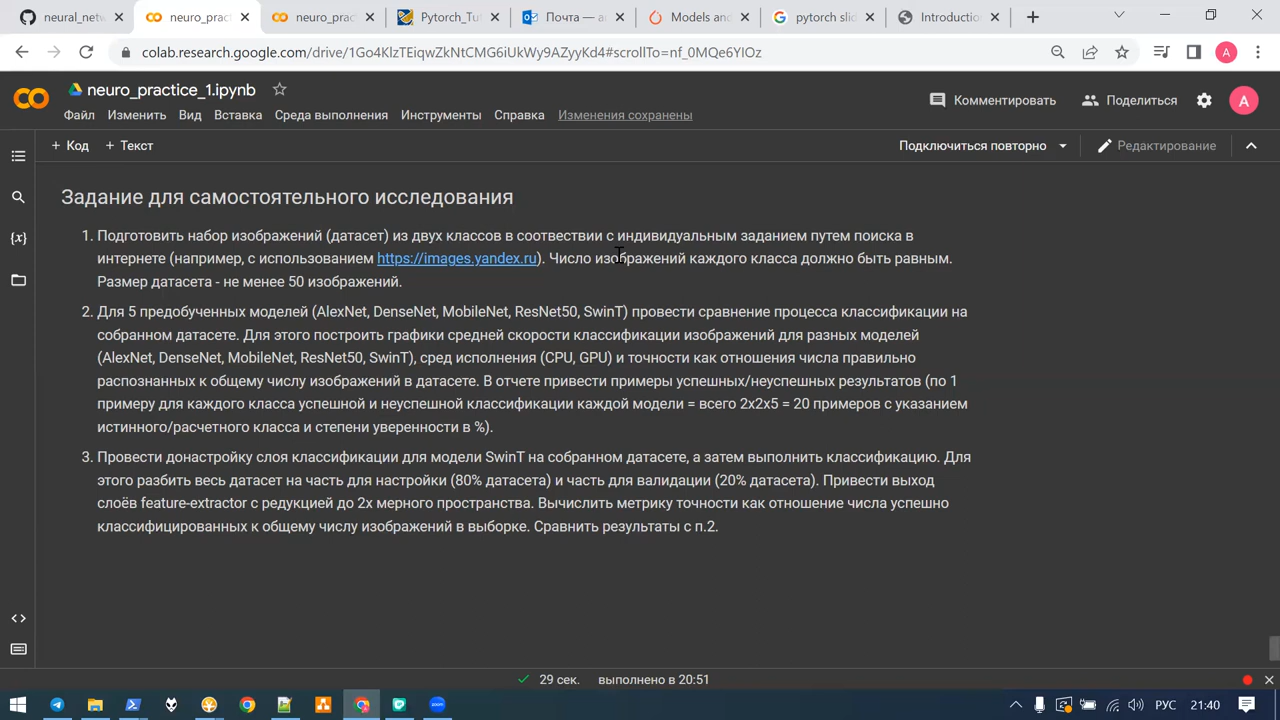 neural_netw
neuro_prac
neuro_prac
Pytorch_Tut
Почта — а
Models and
pytorch slid
Introductio
colab.research.google.com/drive/1Go4KlzTEiqwZkNtCMG6iUkWy9AZyyKd4#scrollTo=nf_0MQe6YIOz
A
neuro_practice_1.ipynb
Комментировать
Поделиться
A
Файл Изменить Вид Вставка Среда выполнения Инструменты Справка Изменения сохранены
+ Код + Текст
Подключиться повторно
Редактирование
Задание для самостоятельного исследования
1. Подготовить набор изображений (датасет) из двух классов в соотвествии с индивидуальным заданием путем поиска в
интернете (например, с использованием https://images.yandex.ru). Число изображений каждого класса должно быть равным.
Размер датасета - не менее 50 изображений.
2. Для 5 предобученных моделей (AlexNet, DenseNet, MobileNet, ResNet50, SwinT) провести сравнение процесса классификации на
собранном датасете. Для этого построить графики средней скорости классификации изображений для разных моделей
(AlexNet, DenseNet, MobileNet, ResNet50, SwinT), сред исполнения (CPU, GPU) и точности как отношения числа правильно
распознанных к общему числу изображений в датасете. В отчете привести примеры успешных/неуспешных результатов (по 1
примеру для каждого класса успешной и неуспешной классификации каждой модели = всего 2x2x5 = 20 примеров с указанием
истинного/расчетного класса и степени уверенности в %).
3. Провести донастройку слоя классификации для модели SwinT на собранном датасете, а затем выполнить классификацию. Для
этого разбить весь датасет на часть для настройки (80% датасета) и часть для валидации (20% датасета). Привести выход
слоёв feature-extractor с редукцией до 2х мерного пространства. Вычислить метрику точности как отношение числа успешно
классифицированных к общему числу изображений в выборке. Сравнить результаты с п.2.
29 сек. выполнено в 20:51
zoom
РУС
21:40